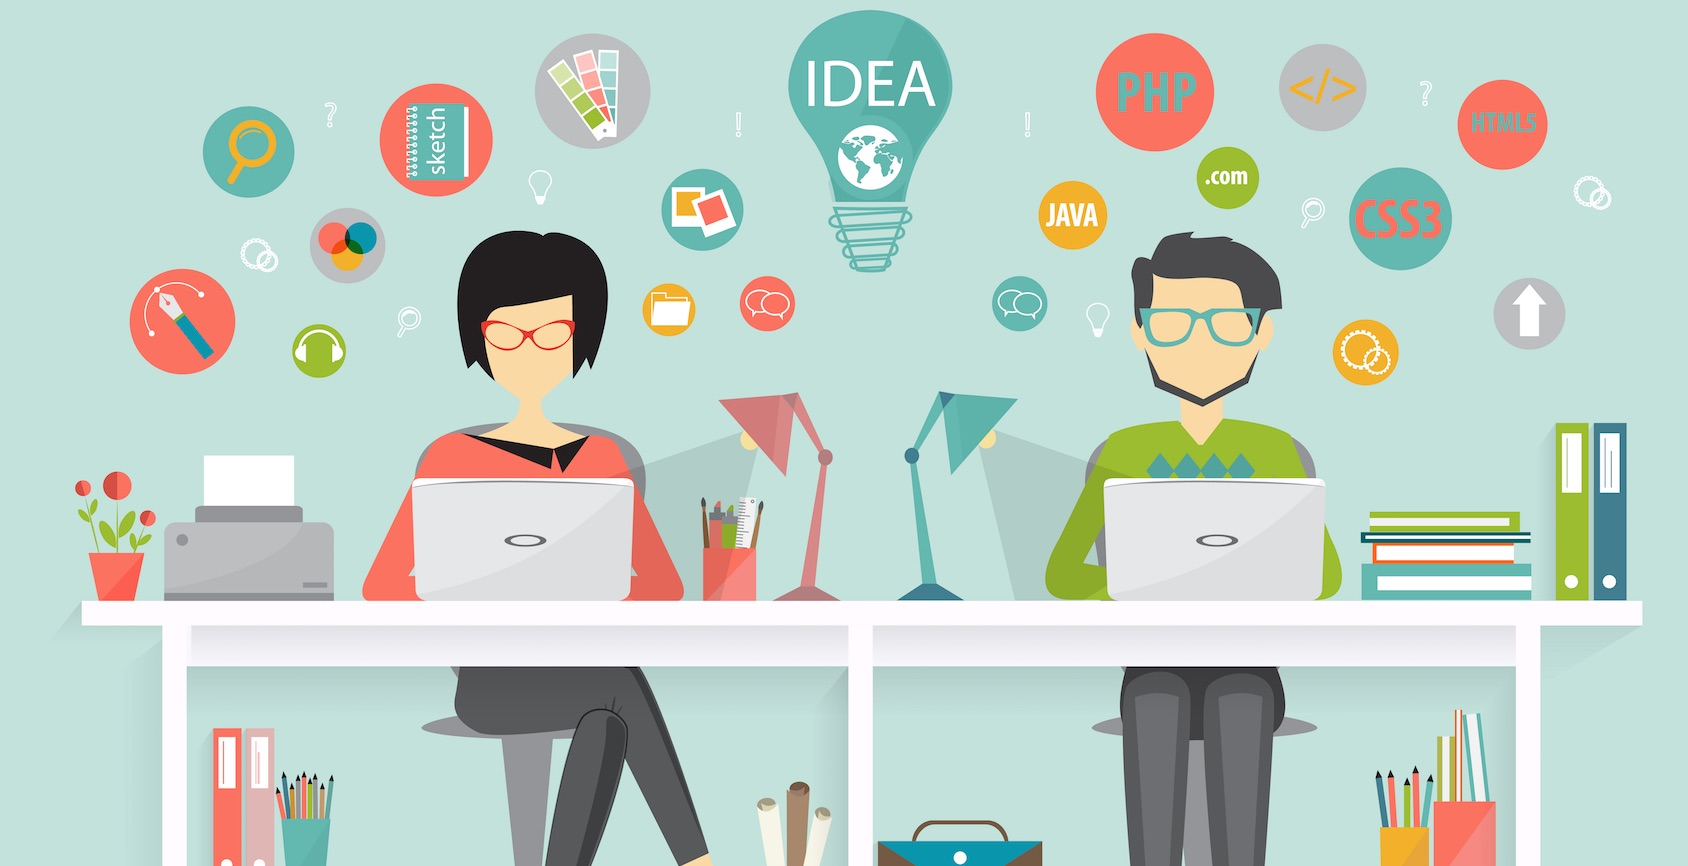 IDEA
sketch
PHP
</>
HTML5
.com
JAVA
CSS3